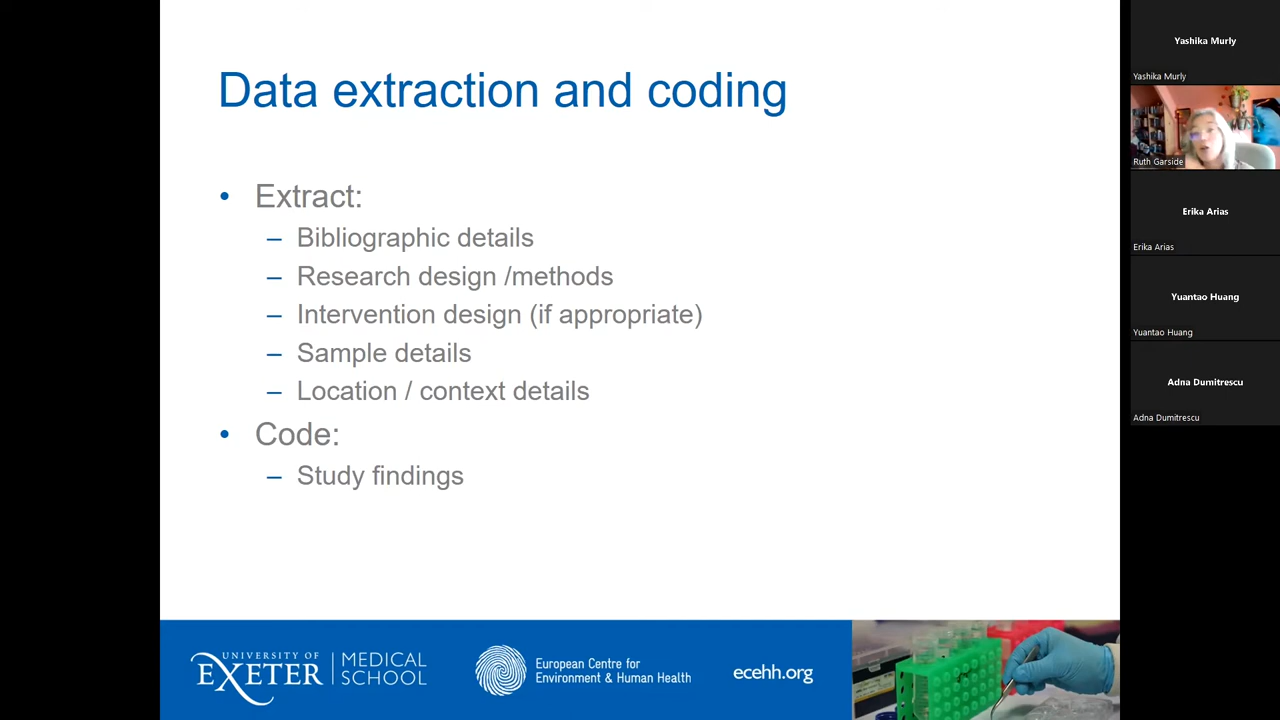 Data extraction and coding
• Extract:
– Bibliographic details
– Research design /methods
– Intervention design (if appropriate)
– Sample details
– Location / context details
• Code:
– Study findings
UNIVERSITY OF
EXETER
MEDICAL
SCHOOL
European Centre for
Environment & Human Health
ecehh.org
Yashika Murly
Yashika Murly
Ruth Garside
Erika Arias
Erika Arias
Yuantao Huang
Yuantao Huang
Adna Dumitrescu
Adna Dumitrescu